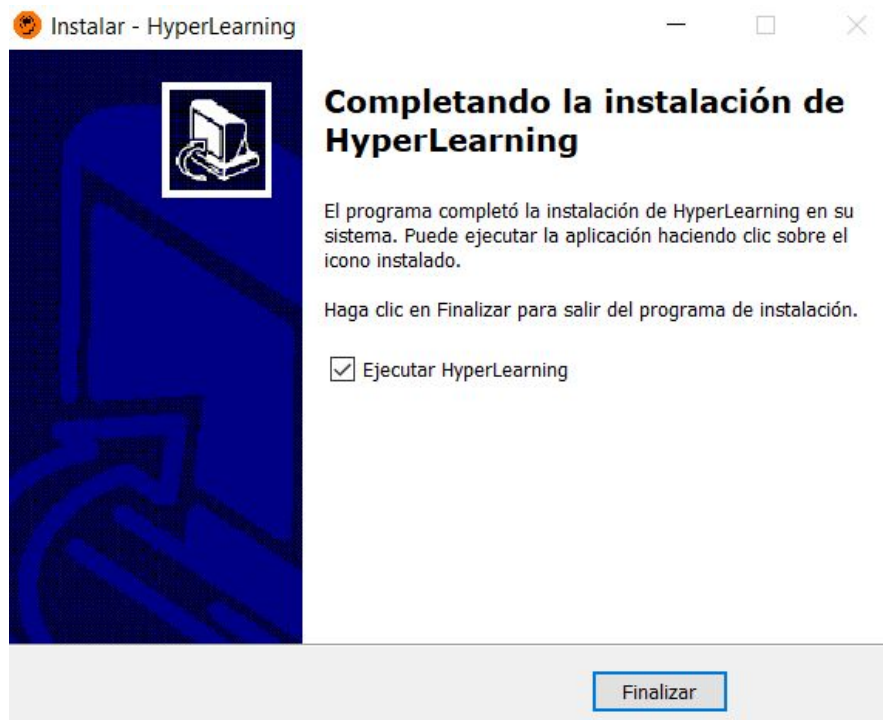 Instalar - HyperLearning
Completando la instalación de
HyperLearning
El programa completó la instalación de HyperLearning en su
sistema. Puede ejecutar la aplicación haciendo clic sobre el
icono instalado.
Haga clic en Finalizar para salir del programa de instalación.
Ejecutar HyperLearning
Finalizar